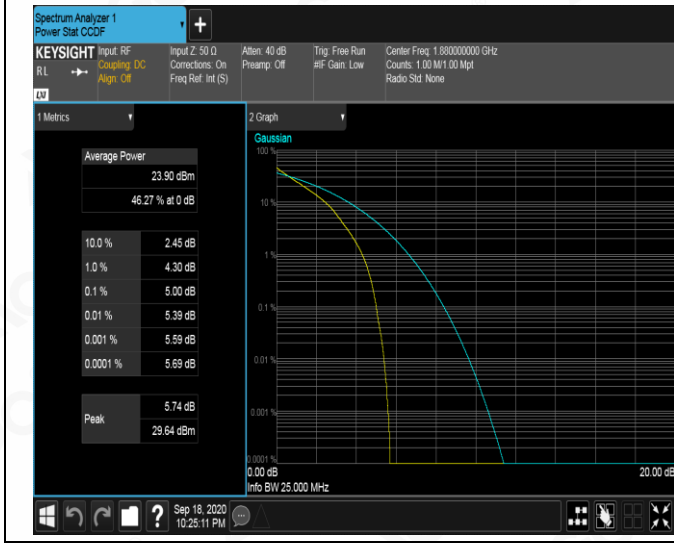 Spectrum Analyzer 1
Power Stat CCDF
KEYSIGHT
RL
LXI
Input: RF
Coupling: DC
Align: Off
Input Z: 50 Ω
Corrections: On
Freq Ref: Int (S)
Atten: 40 dB
Preamp: Off
Trig: Free Run
#IF Gain: Low
Center Freq: 1.880000000 GHz
Counts: 1.00 M/1.00 Mpt
Radio Std: None
1 Metrics
Average Power
23.90 dBm
46.27 % at 0 dB
10.0 % 2.45 dB
1.0 % 4.30 dB
0.1 % 5.00 dB
0.01 % 5.39 dB
0.001 % 5.59 dB
0.0001 % 5.69 dB
Peak
5.74 dB
29.64 dBm
2 Graph
Gaussian
100 %
10 %
1 %
0.1 %
0.01 %
0.001 %
0.0001 %
0.00 dB
20.00 dB
Info BW 25.000 MHz
?
Sep 18, 2020
10:25:11 PM